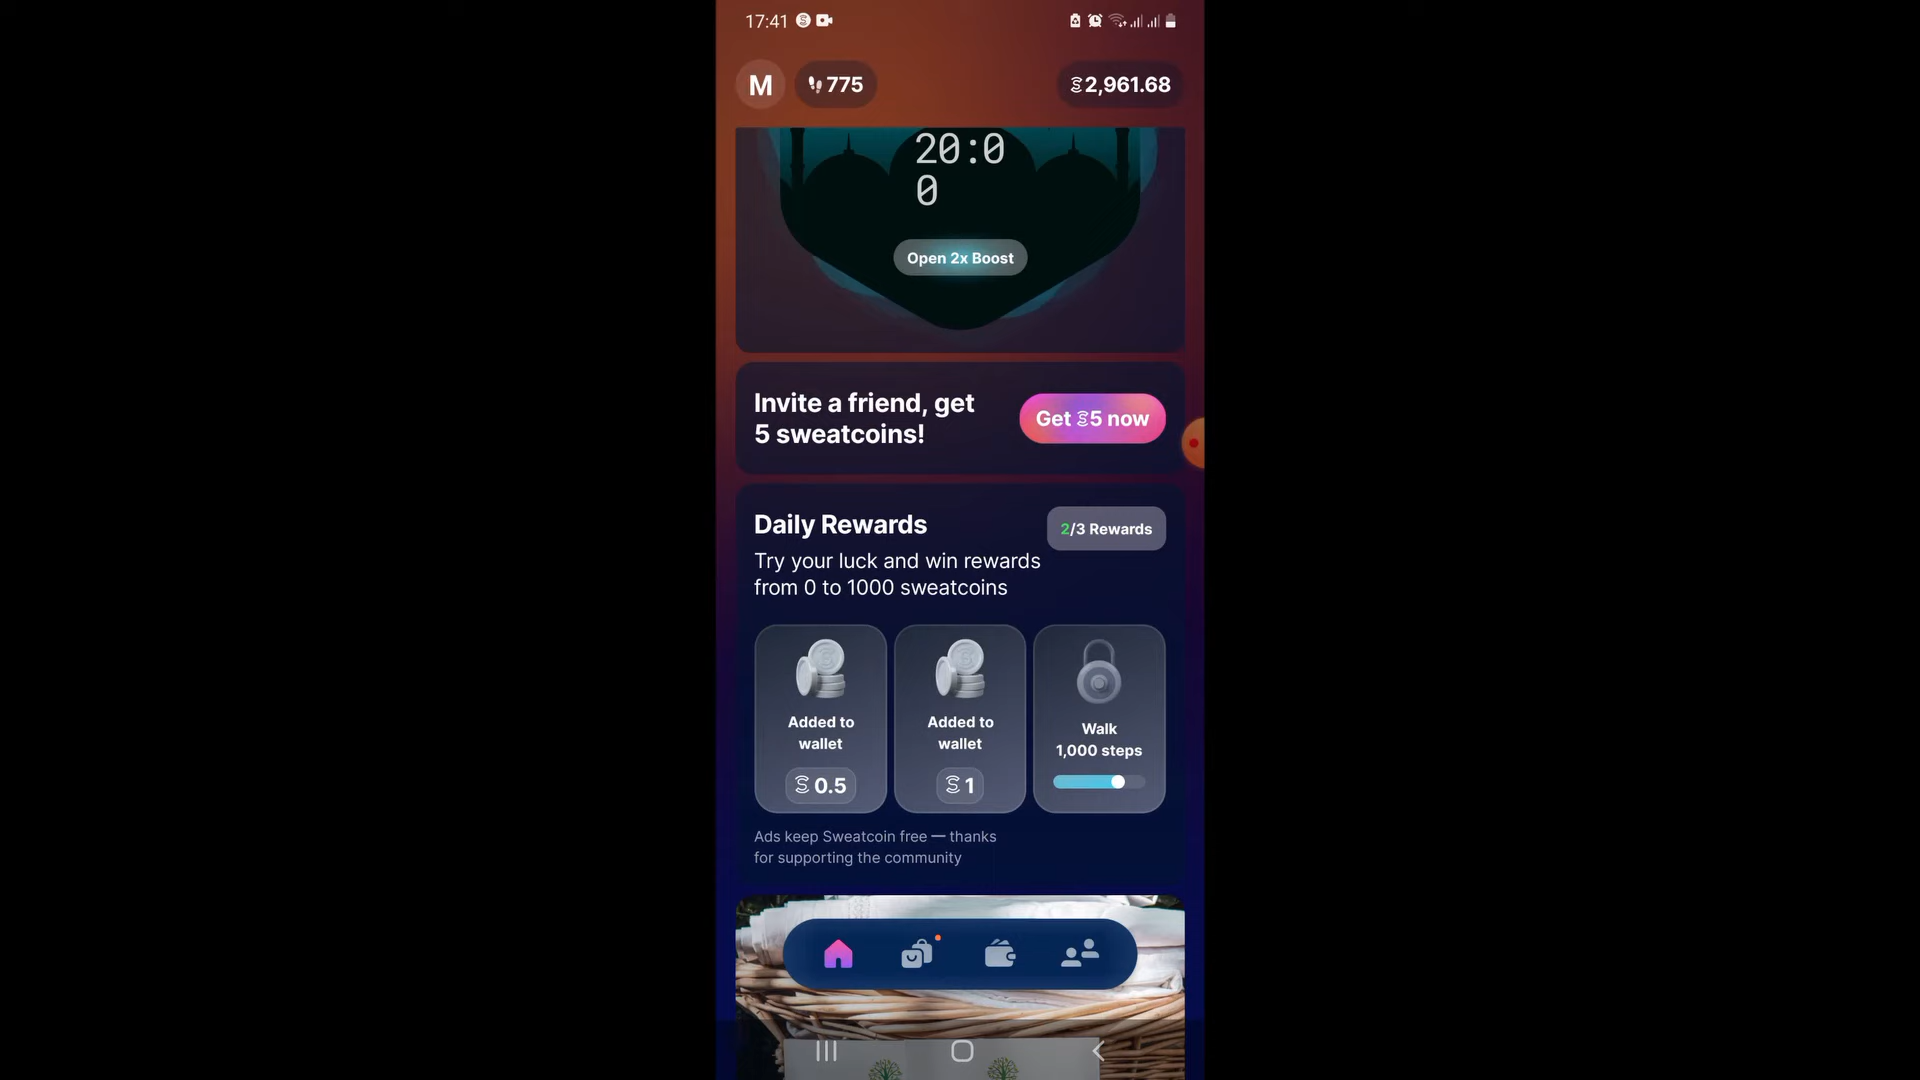 17:41
M 775 2,961.68
20:0
0
Open 2x Boost
Invite a friend, get
5 sweatcoins!
Get 5 now
Daily Rewards
2/3 Rewards
Try your luck and win rewards
from 0 to 1000 sweatcoins
Added to
wallet
0.5
Added to
wallet
1
Walk
1,000 steps
Ads keep Sweatcoin free — thanks
for supporting the community